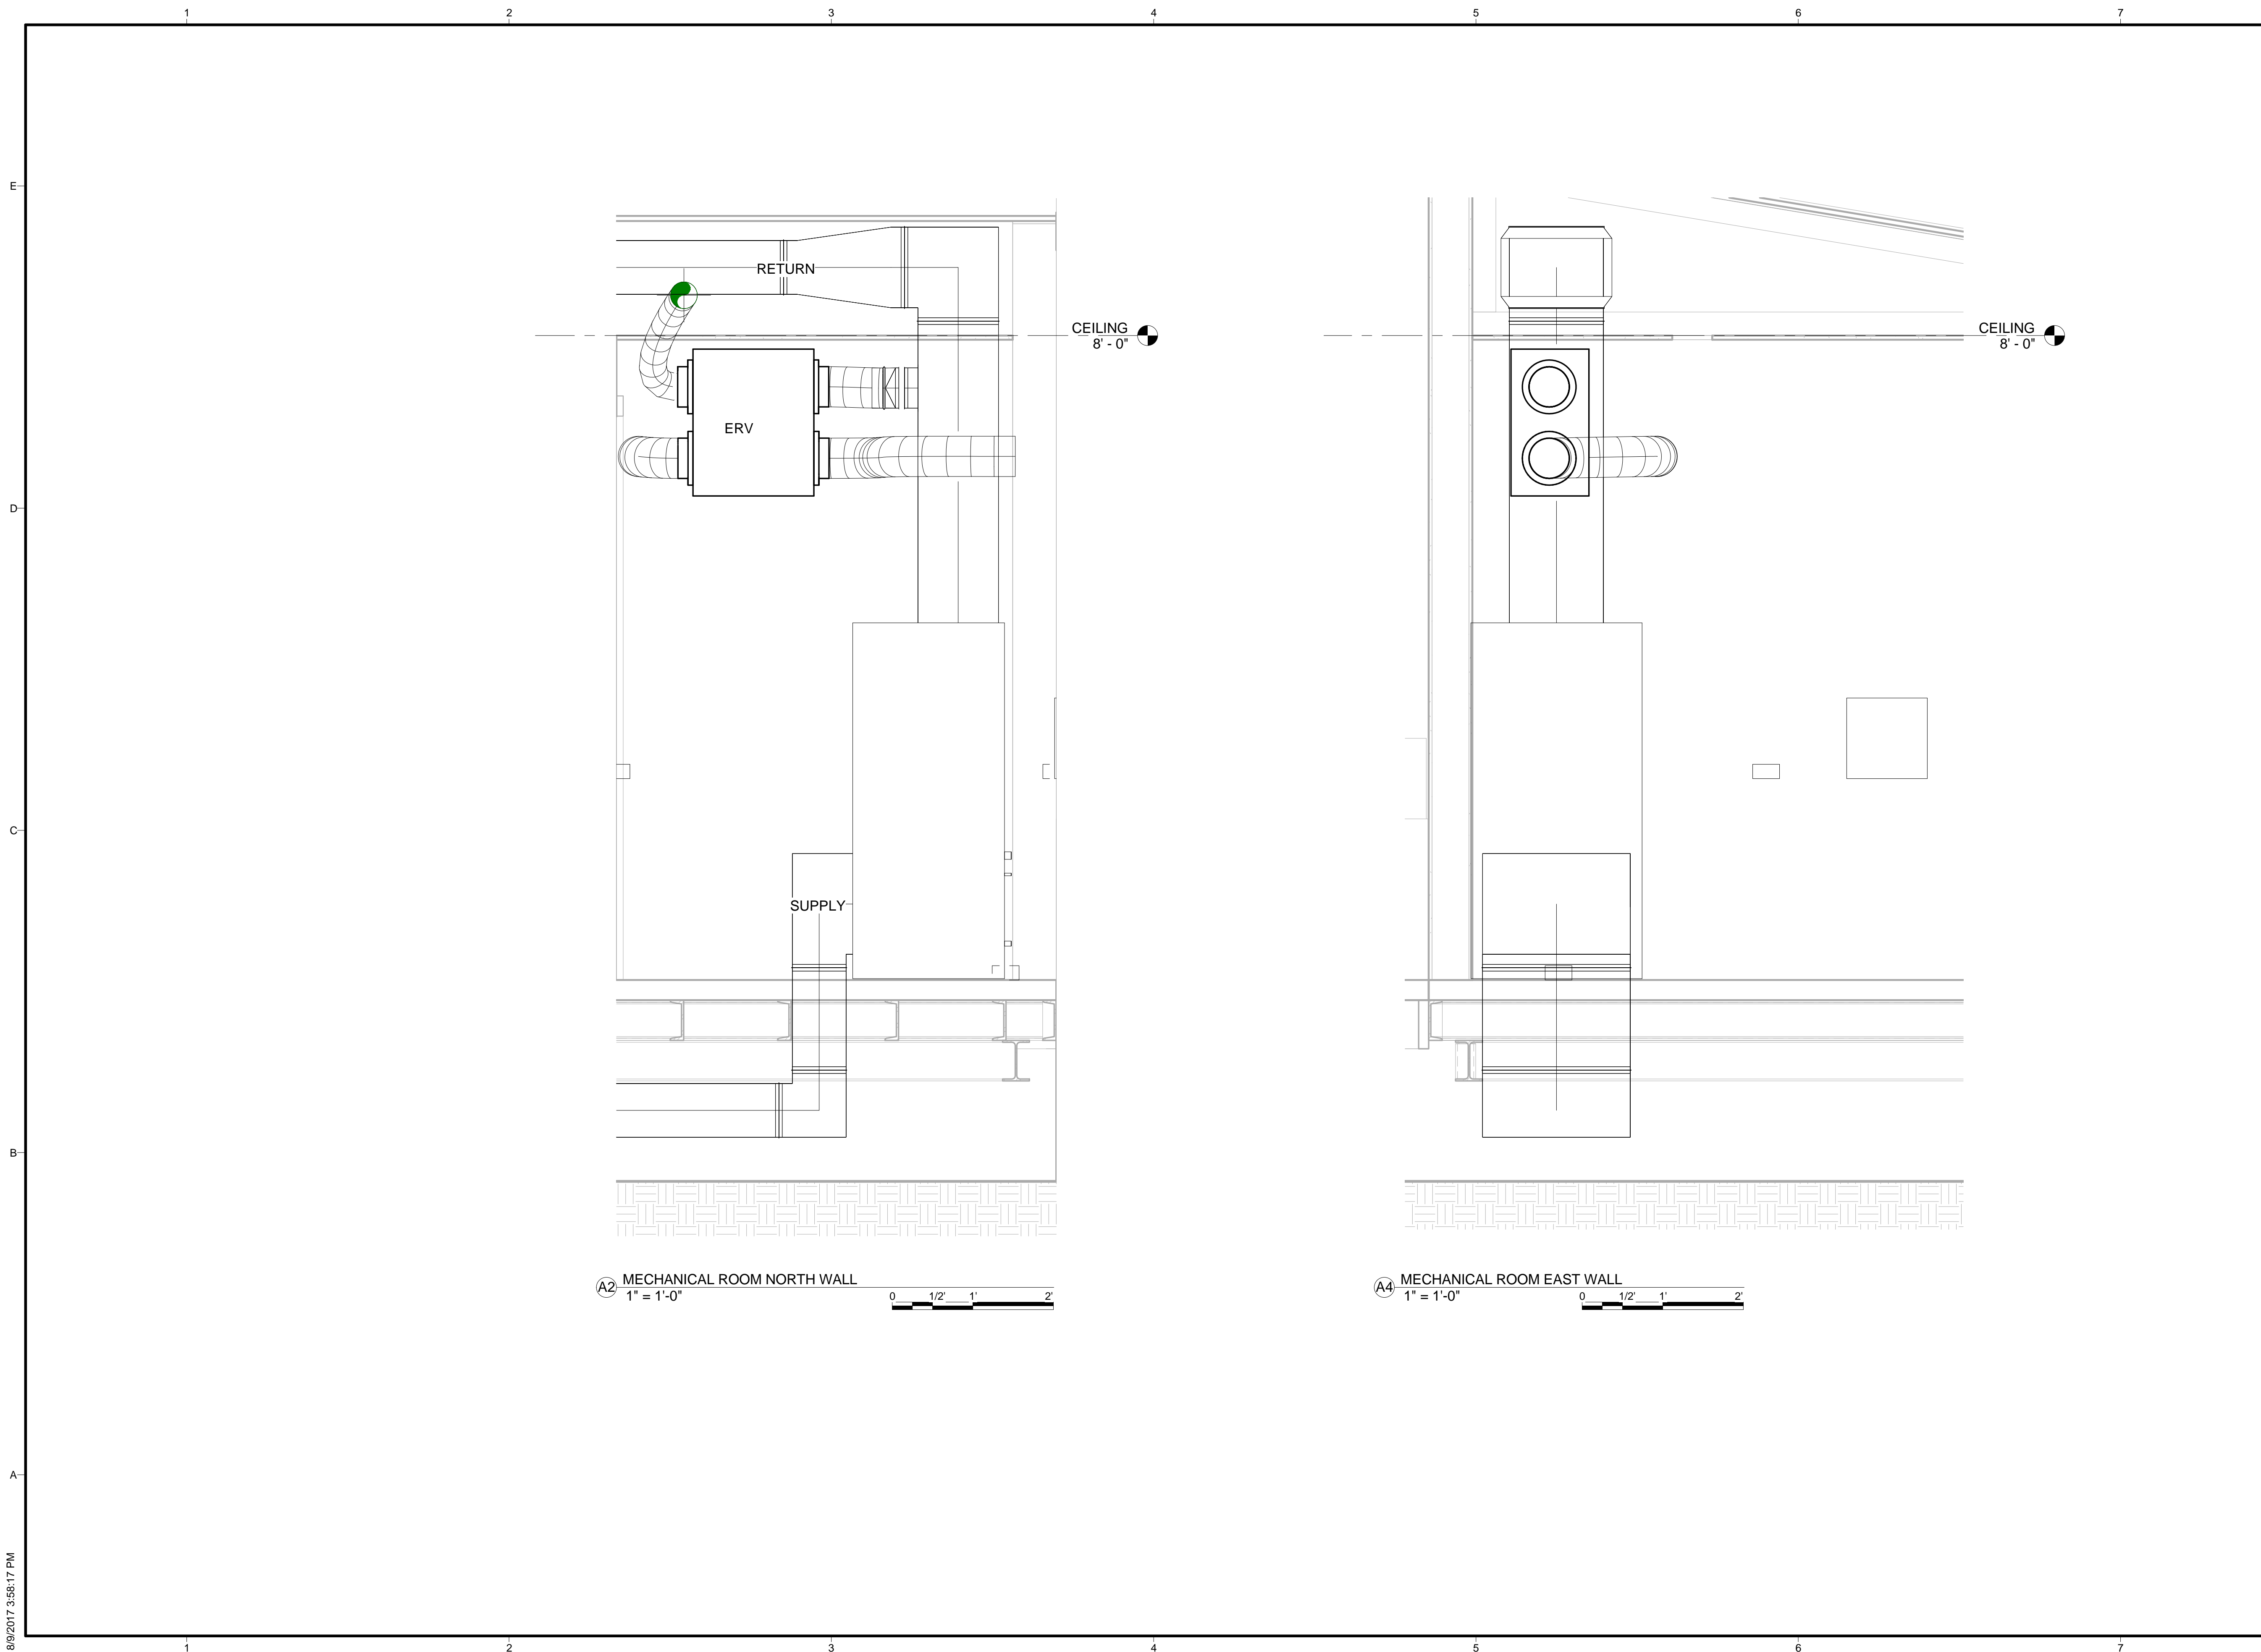 1 2 3 4 5 6 7
E
RETURN
CEILING
8' - 0"
CEILING
8' - 0"
ERV
D
C
SUPPLY
B
A2 MECHANICAL ROOM NORTH WALL
1" = 1'-0"
0 1/2' 1' 2'
A4 MECHANICAL ROOM EAST WALL
1" = 1'-0"
0 1/2' 1' 2'
A
8/9/2017 3:58:17 PM
1 2 3 4 5 6 7